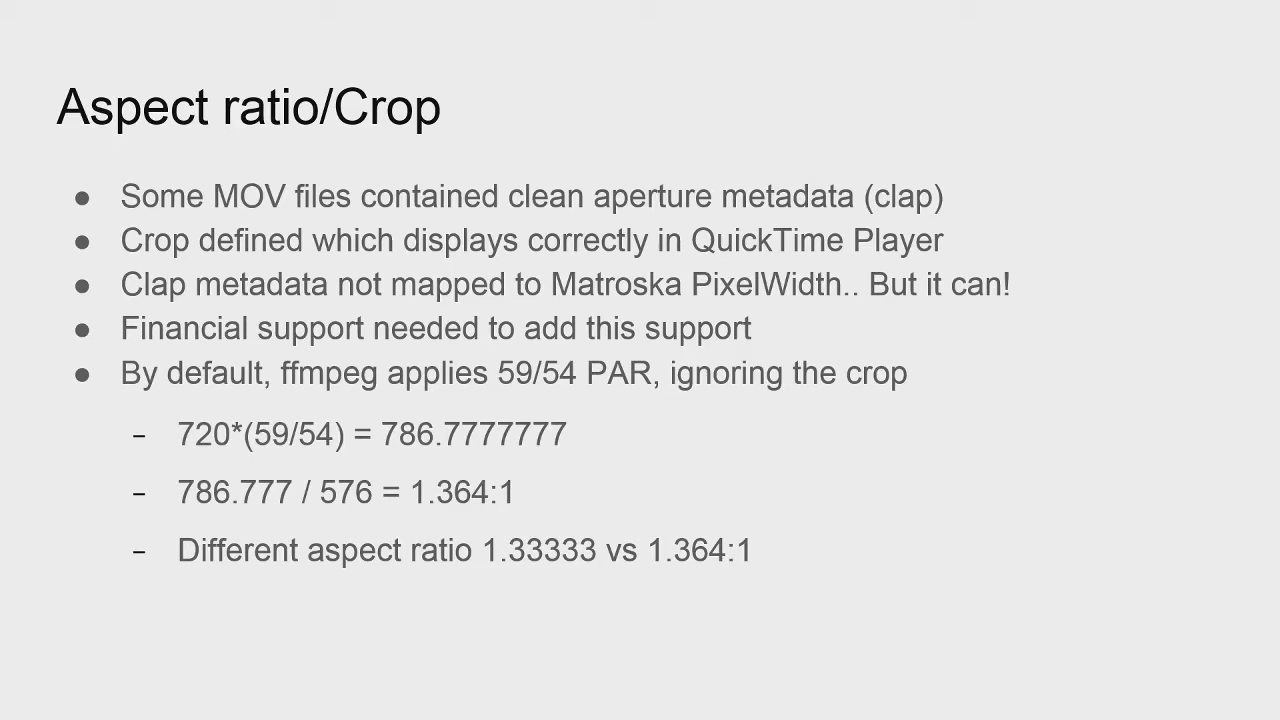 Aspect ratio/Crop
● Some MOV files contained clean aperture metadata (clap)
● Crop defined which displays correctly in QuickTime Player
● Clap metadata not mapped to Matroska PixelWidth.. But it can!
● Financial support needed to add this support
● By default, ffmpeg applies 59/54 PAR, ignoring the crop
– 720*(59/54) = 786.7777777
– 786.777 / 576 = 1.364:1
– Different aspect ratio 1.33333 vs 1.364:1